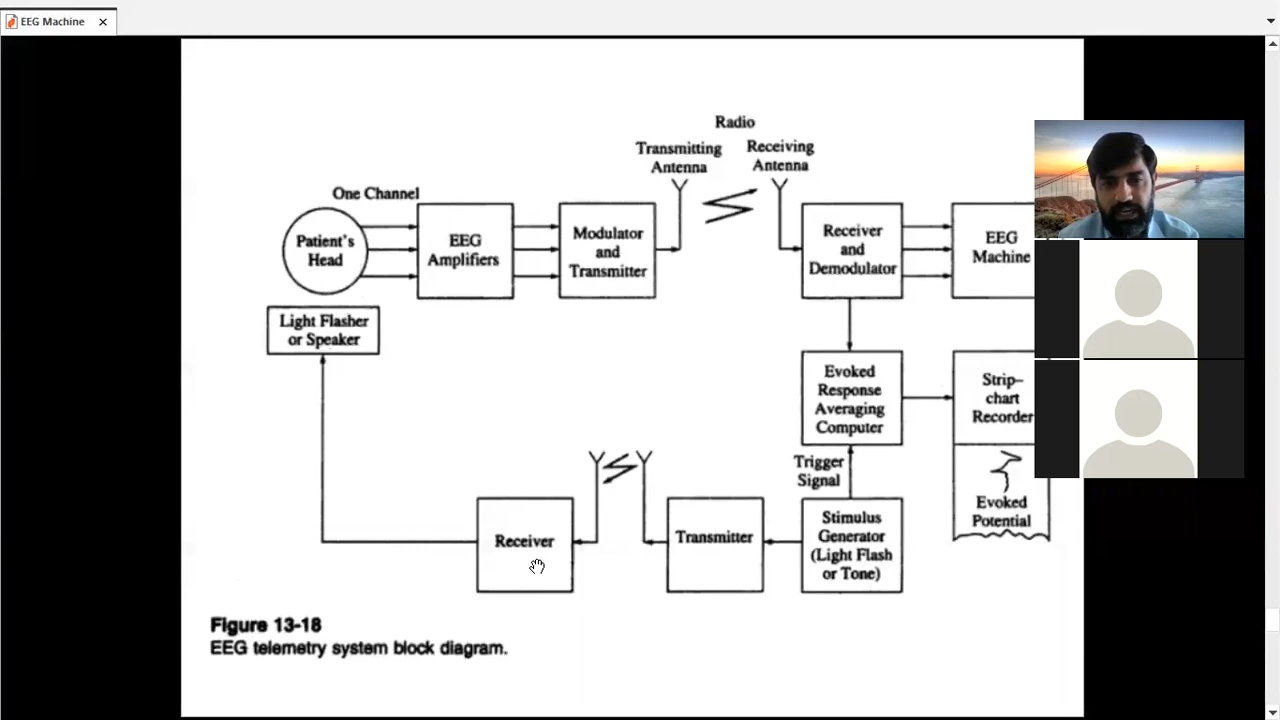 EEG Machine
Radio
Transmitting
Antenna
Receiving
Antenna
One Channel
Patient's
Head
EEG
Amplifiers
Modulator
and
Transmitter
Receiver
and
Demodulator
EEG
Machine
Light Flasher
or Speaker
Evoked
Response
Averaging
Computer
Strip–
chart
Recorder
Trigger
Signal
Evoked
Potential
Receiver
Transmitter
Stimulus
Generator
(Light Flash
or Tone)
Figure 13-18
EEG telemetry system block diagram.